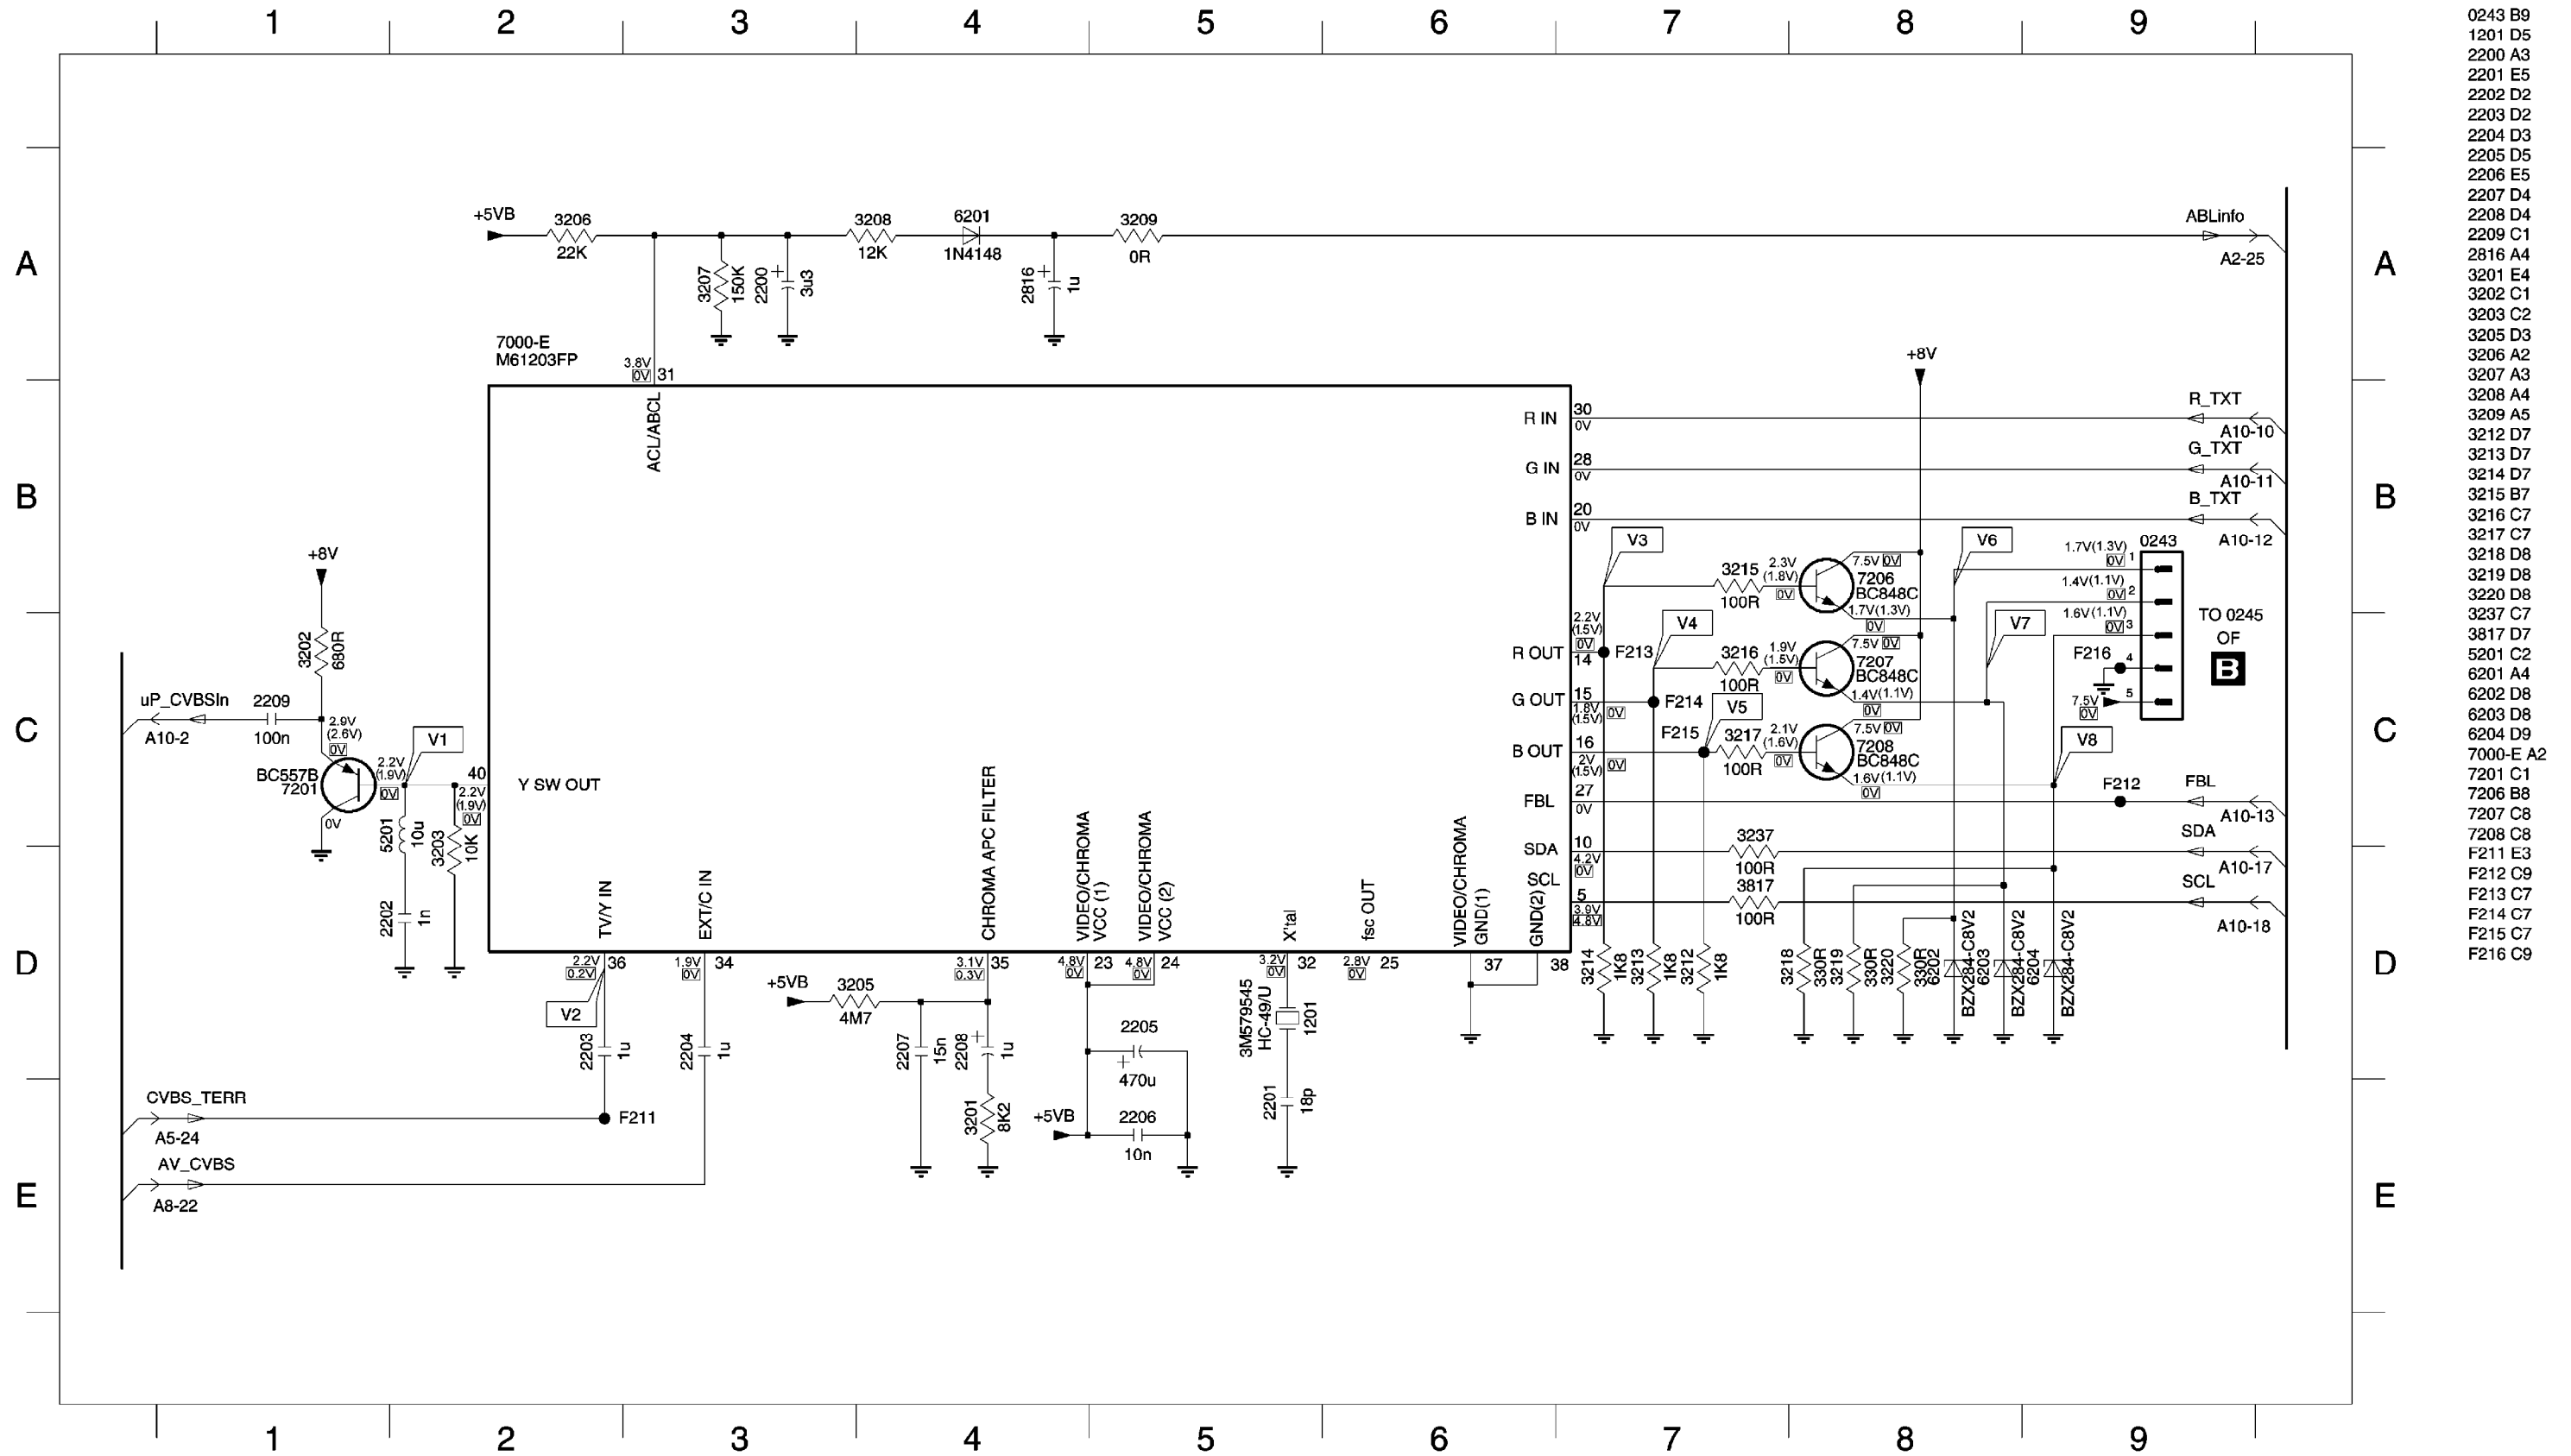 1 2 3 4 5 6 7 8 9
A
B
C
D
E
A
B
C
D
E
+5VB
3206
22K
3207
150K
2200
+
3u3
3208
12K
6201
1N4148
2816
+
1u
3209
0R
ABLinfo
A2-25
7000-E
M61203FP
3.8V
0V
31
ACL/ABCL
+8V
R IN
30
0V
R_TXT
A10-10
G IN
28
0V
G_TXT
A10-11
B IN
20
0V
B_TXT
A10-12
V3
3215
100R
2.3V
(1.8V)
0V
7.5V 0V
7206
BC848C
1.7V(1.3V)
0V
V6
1.7V(1.3V)
0V
1
0243
1.4V(1.1V)
0V
2
1.6V(1.1V)
0V
3
V7
F216
4
7.5V
0V
5
TO 0245
OF
B
2.2V
(1.5V)
0V
R OUT
14
F213
V4
3216
100R
1.9V
(1.5V)
0V
7.5V 0V
7207
BC848C
1.4V(1.1V)
0V
G OUT
15
1.8V
(1.5V)
0V
F214
V5
F215
3217
100R
2.1V
(1.6V)
0V
7.5V 0V
7208
BC848C
1.6V(1.1V)
0V
V8
B OUT
16
2V
(1.5V)
0V
FBL
27
0V
F212
FBL
A10-13
SDA
10
4.2V
0V
3237
100R
SDA
A10-17
SCL
5
3.9V
4.8V
3817
100R
SCL
A10-18
+8V
3202
680R
uP_CVBSIn
A10-2
2209
100n
2.9V
(2.6V)
0V
BC557B
7201
0V
2.2V
(1.9V)
0V
V1
40
2.2V
(1.9V)
0V
Y SW OUT
5201
10u
3203
10K
2202
1n
TV/Y IN
EXT/C IN
CHROMA APC FILTER
VIDEO/CHROMA
VCC (1)
VIDEO/CHROMA
VCC (2)
X'tal
fsc OUT
VIDEO/CHROMA
GND(1)
GND(2)
2.2V
0.2V
36
1.9V
0V
34
3.1V
0.3V
35
4.8V
0V
23
4.8V
0V
24
3.2V
0V
32
2.8V
0V
25
37
38
V2
2203
1u
2204
1u
+5VB
3205
4M7
2207
15n
2208
+
1u
3201
8K2
2205
+
470u
+5VB
2206
10n
3M579545
HC-49/U
1201
2201
18p
3214
1K8
3213
1K8
3212
1K8
3218
330R
3219
330R
3220
330R
6202
BZX284-C8V2
6203
BZX284-C8V2
6204
BZX284-C8V2
CVBS_TERR
A5-24
F211
AV_CVBS
A8-22
1 2 3 4 5 6 7 8 9
0243 B9
1201 D5
2200 A3
2201 E5
2202 D2
2203 D2
2204 D3
2205 D5
2206 E5
2207 D4
2208 D4
2209 C1
2816 A4
3201 E4
3202 C1
3203 C2
3205 D3
3206 A2
3207 A3
3208 A4
3209 A5
3212 D7
3213 D7
3214 D7
3215 B7
3216 C7
3217 C7
3218 D8
3219 D8
3220 D8
3237 C7
3817 D7
5201 C2
6201 A4
6202 D8
6203 D8
6204 D9
7000-E A2
7201 C1
7206 B8
7207 C8
7208 C8
F211 E3
F212 C9
F213 C7
F214 C7
F215 C7
F216 C9